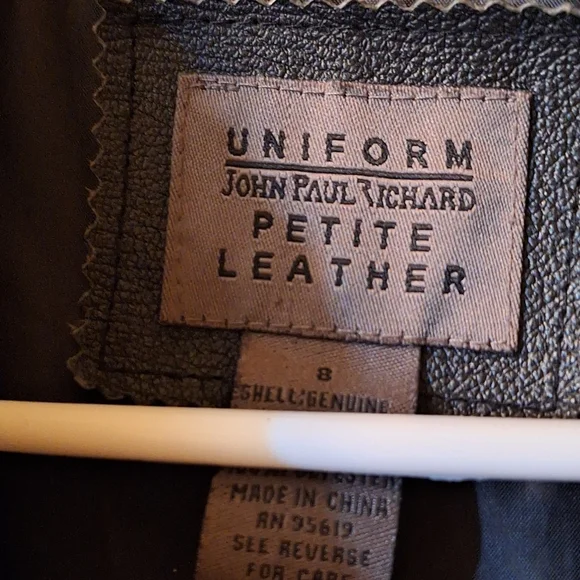 UNIFORM
JOHN PAUL RICHARD
PETITE
LEATHER
8
SHELL:GENUINE
MADE IN CHINA
RN 95619
SEE REVERSE
FOR CARE